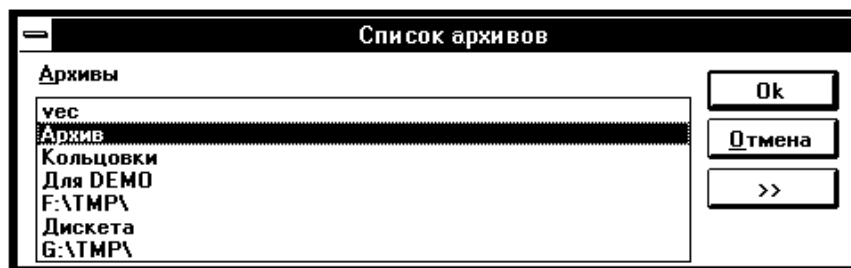 Список архивов
Архивы
vec
Архив
Кольцовки
Для DEMO
F:\TMP\
Дискета
G:\TMP\
Ok
Отмена
>>